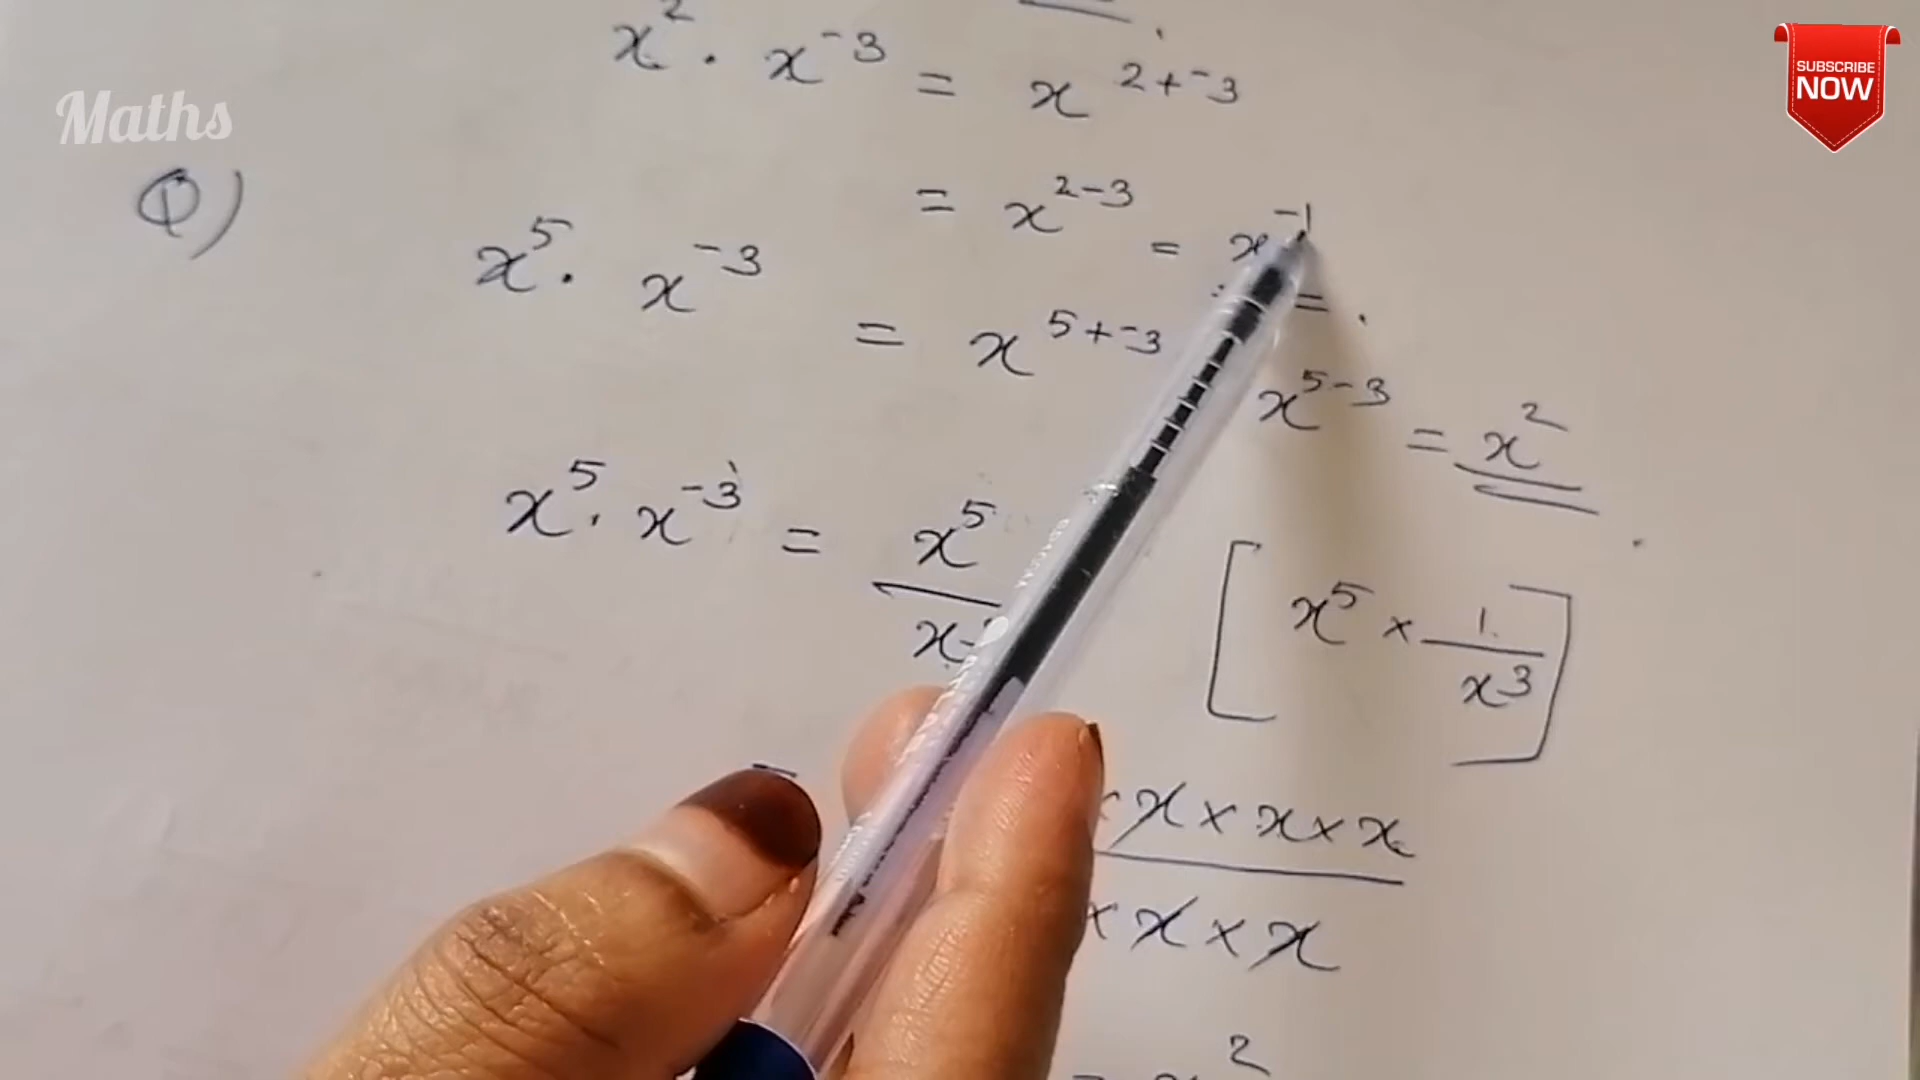 Maths
SUBSCRIBE
NOW
x² · x⁻³ = x²⁺⁻³
= x²⁻³ = x⁻¹
Q) x⁵ · x⁻³ = x⁵⁺⁻³
x⁵⁻³ = x²
x⁵ · x⁻³ = x⁵ / x [ x⁵ × 1/x³ ]
x × x × x
x × x
= x²